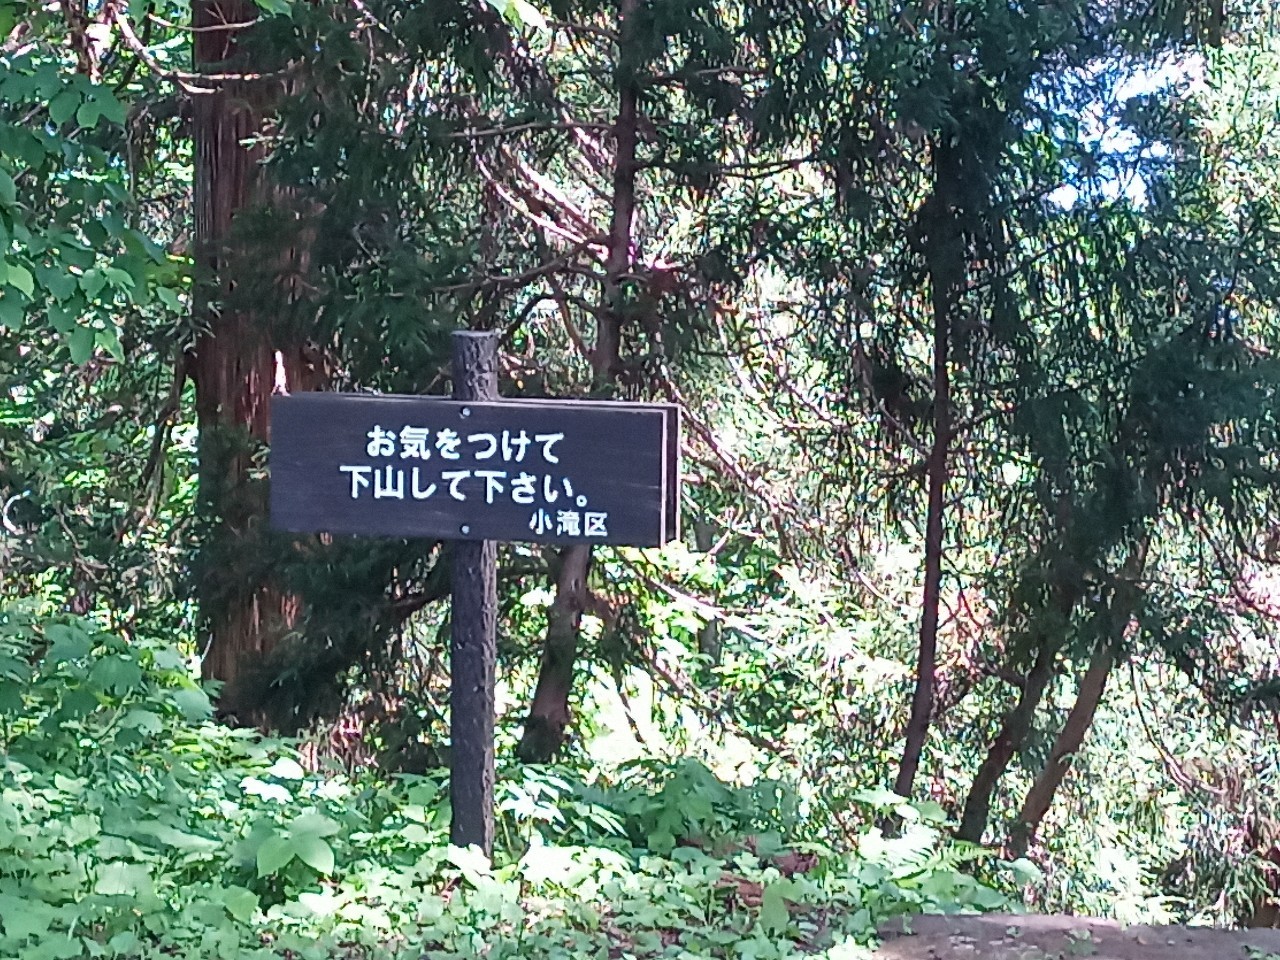 お気をつけて
下山して下さい。
小滝区